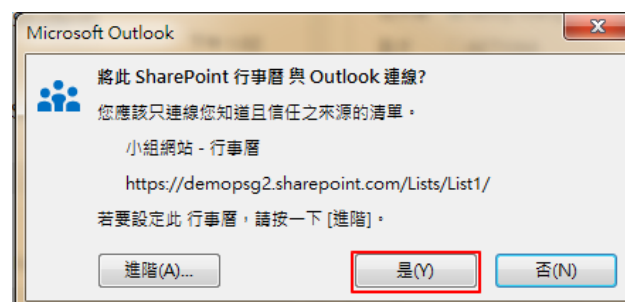 Microsoft Outlook
將此 SharePoint 行事曆 與 Outlook 連線?
您應該只連線您知道且信任之來源的清單。
小組網站 - 行事曆
https://demopsg2.sharepoint.com/Lists/List1/
若要設定此 行事曆，請按一下 [進階]。
進階(A)...
是(Y)
否(N)